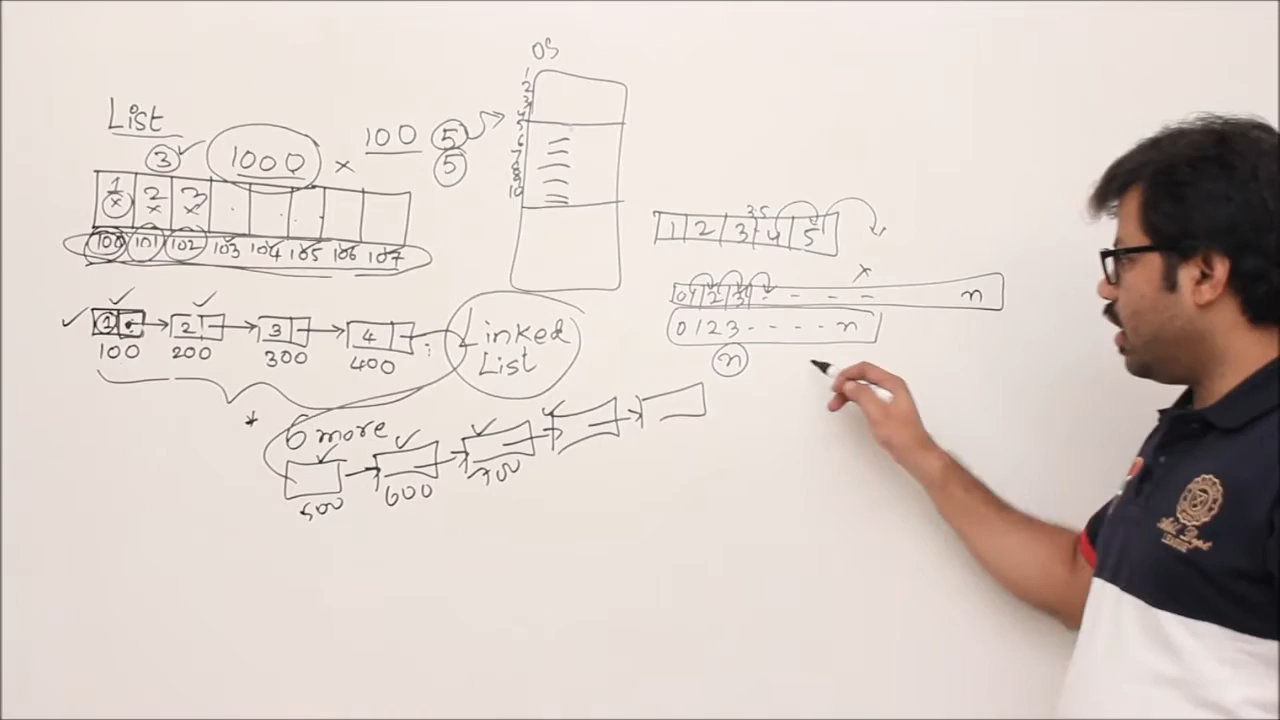 OS
1
2
3
4
5
6
7
8
9
10
List
3 1000 × 100 5
5
1 2 3
× × ×
100 101 102 103 104 105 106 107
1 2 3 4
100 200 300 400
Linked
List
* 6 more
500 600 700
3.5
1 2 3 4 5
×
0 1 2 3 - - - n
0 1 2 3 - - - - n
n
LEAGUE